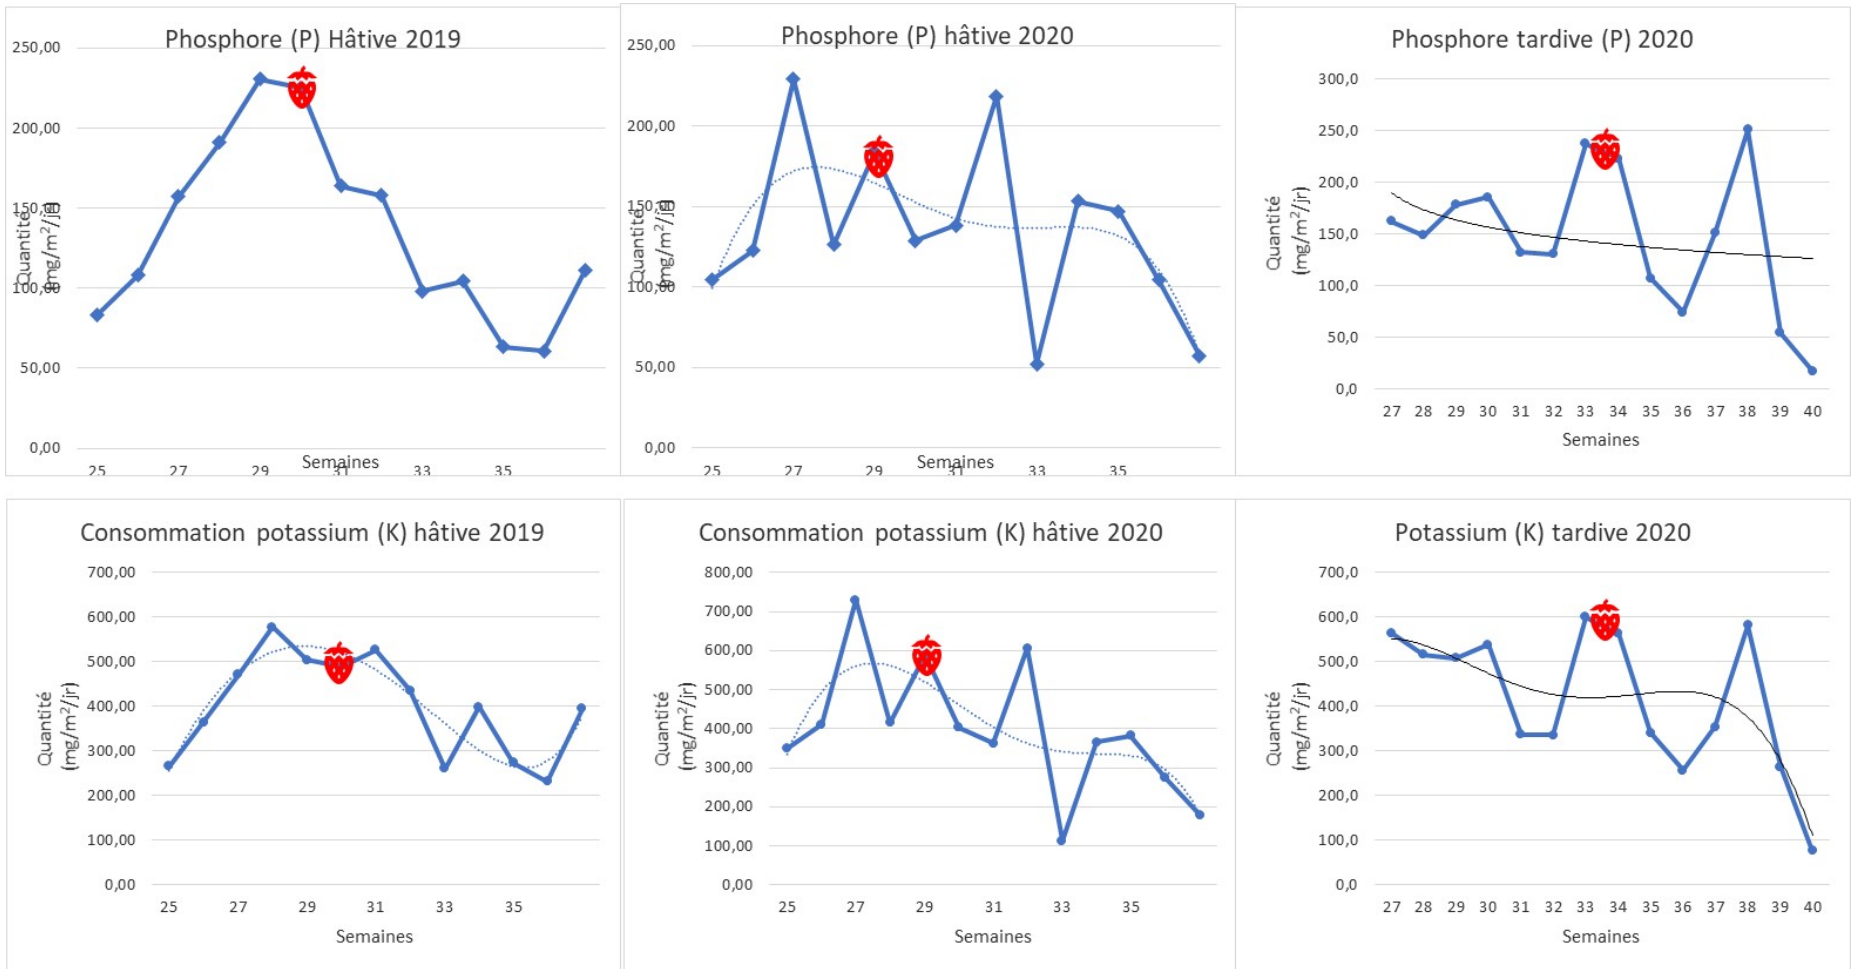 Phosphore (P) Hâtive 2019
250,00
200,00
150,00
100,00
50,00
0,00
Quantité
(mg/m²/jr)
25 27 29 31 33 35
Semaines
Phosphore (P) hâtive 2020
250,00
200,00
150,00
100,00
50,00
0,00
Quantité
(mg/m²/jr)
25 27 29 31 33 35
Semaines
Phosphore tardive (P) 2020
300,0
250,0
200,0
150,0
100,0
50,0
0,0
Quantité
(mg/m²/jr)
27 28 29 30 31 32 33 34 35 36 37 38 39 40
Semaines
Consommation potassium (K) hâtive 2019
700,00
600,00
500,00
400,00
300,00
200,00
100,00
0,00
Quantité
(mg/m²/jr)
25 27 29 31 33 35
Semaines
Consommation potassium (K) hâtive 2020
800,00
700,00
600,00
500,00
400,00
300,00
200,00
100,00
0,00
Quantité
(mg/m²/jr)
25 27 29 31 33 35
Semaines
Potassium (K) tardive 2020
700,0
600,0
500,0
400,0
300,0
200,0
100,0
0,0
Quantité
(mg/m²/jr)
27 28 29 30 31 32 33 34 35 36 37 38 39 40
Semaines